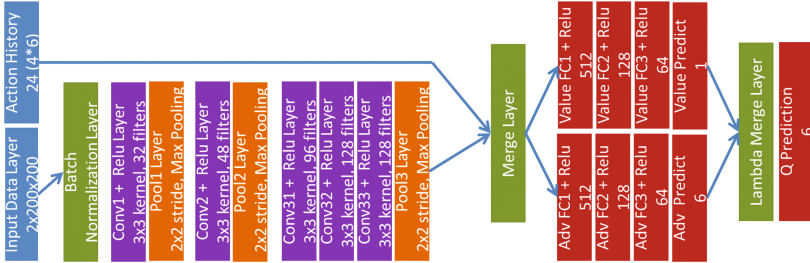 Input Data Layer
2x200x200
Action History
24 (4*6)
Batch
Normalization Layer
Conv1 + Relu Layer
3x3 kernel, 32 filters
Pool1 Layer
2x2 stride, Max Pooling
Conv2 + Relu Layer
3x3 kernel, 48 filters
Pool2 Layer
2x2 stride, Max Pooling
Conv31 + Relu Layer
3x3 kernel, 96 filters
Conv32 + Relu Layer
3x3 kernel, 128 filters
Conv33 + Relu Layer
3x3 kernel, 128 filters
Pool3 Layer
2x2 stride, Max Pooling
Merge Layer
Adv FC1 + Relu
512
Adv FC2 + Relu
128
Adv FC3 + Relu
64
Adv Predict
6
Value FC1 + Relu
512
Value FC2 + Relu
128
Value FC3 + Relu
64
Value Predict
1
Lambda Merge Layer
Q Prediction
6